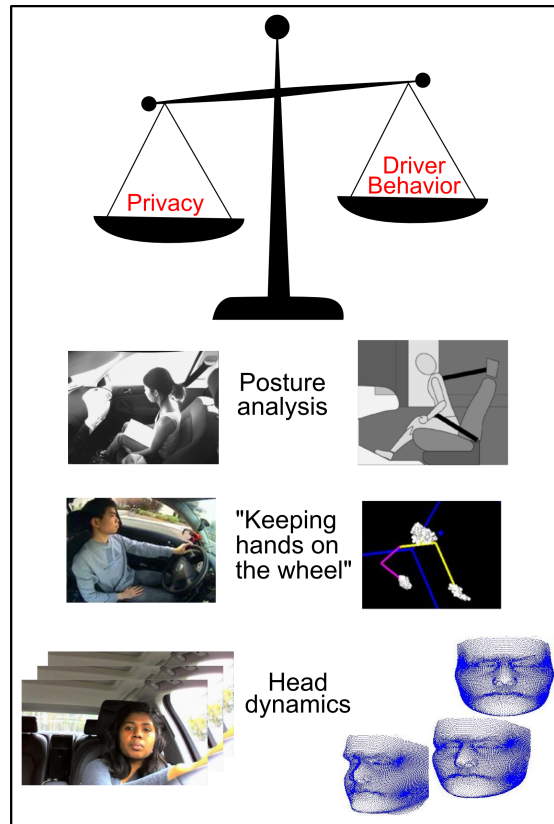 Privacy
Driver
Behavior
Posture
analysis
"Keeping
hands on
the wheel"
Head
dynamics